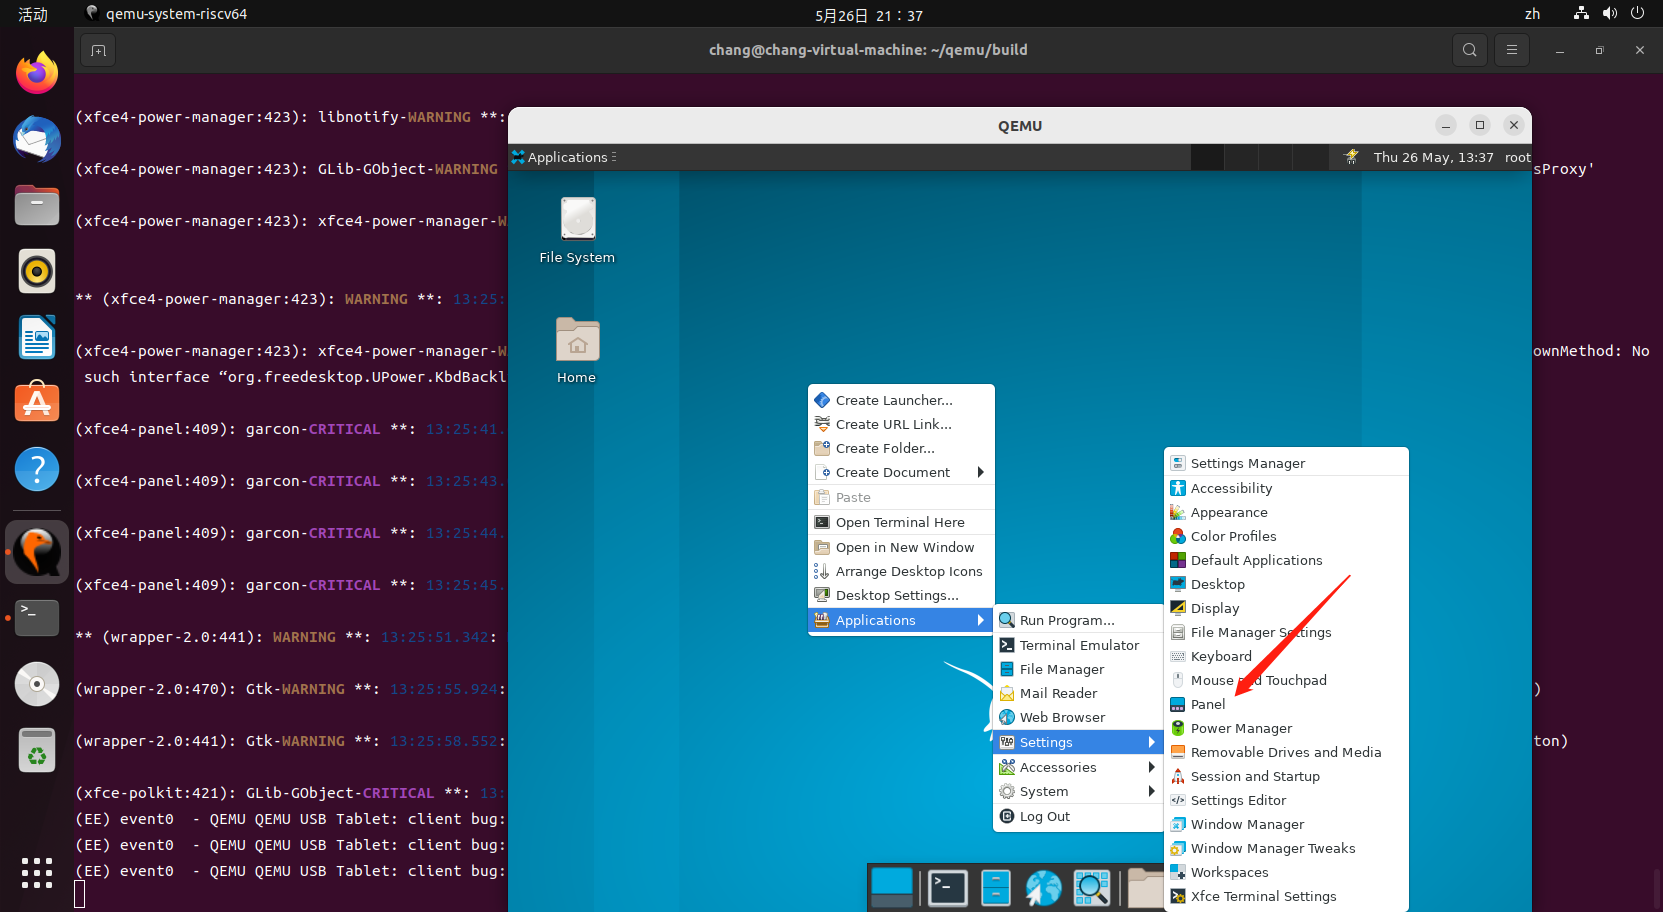 活动
qemu-system-riscv64
5月26日 21：37
zh
chang@chang-virtual-machine: ~/qemu/build
(xfce4-power-manager:423): libnotify-WARNING **:
(xfce4-power-manager:423): GLib-GObject-WARNING
sProxy'
(xfce4-power-manager:423): xfce4-power-manager-W
** (xfce4-power-manager:423): WARNING **: 13:25:
(xfce4-power-manager:423): xfce4-power-manager-W
ownMethod: No
such interface “org.freedesktop.UPower.KbdBackl
(xfce4-panel:409): garcon-CRITICAL **: 13:25:41.
(xfce4-panel:409): garcon-CRITICAL **: 13:25:43.
(xfce4-panel:409): garcon-CRITICAL **: 13:25:44.
(xfce4-panel:409): garcon-CRITICAL **: 13:25:45.
** (wrapper-2.0:441): WARNING **: 13:25:51.342:
(wrapper-2.0:470): Gtk-WARNING **: 13:25:55.924:
)
(wrapper-2.0:441): Gtk-WARNING **: 13:25:58.552:
ton)
(xfce-polkit:421): GLib-GObject-CRITICAL **: 13:
(EE) event0  - QEMU QEMU USB Tablet: client bug:
(EE) event0  - QEMU QEMU USB Tablet: client bug:
(EE) event0  - QEMU QEMU USB Tablet: client bug:
QEMU
Applications
Thu 26 May, 13:37
root
File System
Home
Create Launcher...
Create URL Link...
Create Folder...
Create Document
Paste
Open Terminal Here
Open in New Window
Arrange Desktop Icons
Desktop Settings...
Applications
Run Program...
Terminal Emulator
File Manager
Mail Reader
Web Browser
Settings
Accessories
System
Log Out
Settings Manager
Accessibility
Appearance
Color Profiles
Default Applications
Desktop
Display
File Manager Settings
Keyboard
Mouse and Touchpad
Panel
Power Manager
Removable Drives and Media
Session and Startup
Settings Editor
Window Manager
Window Manager Tweaks
Workspaces
Xfce Terminal Settings